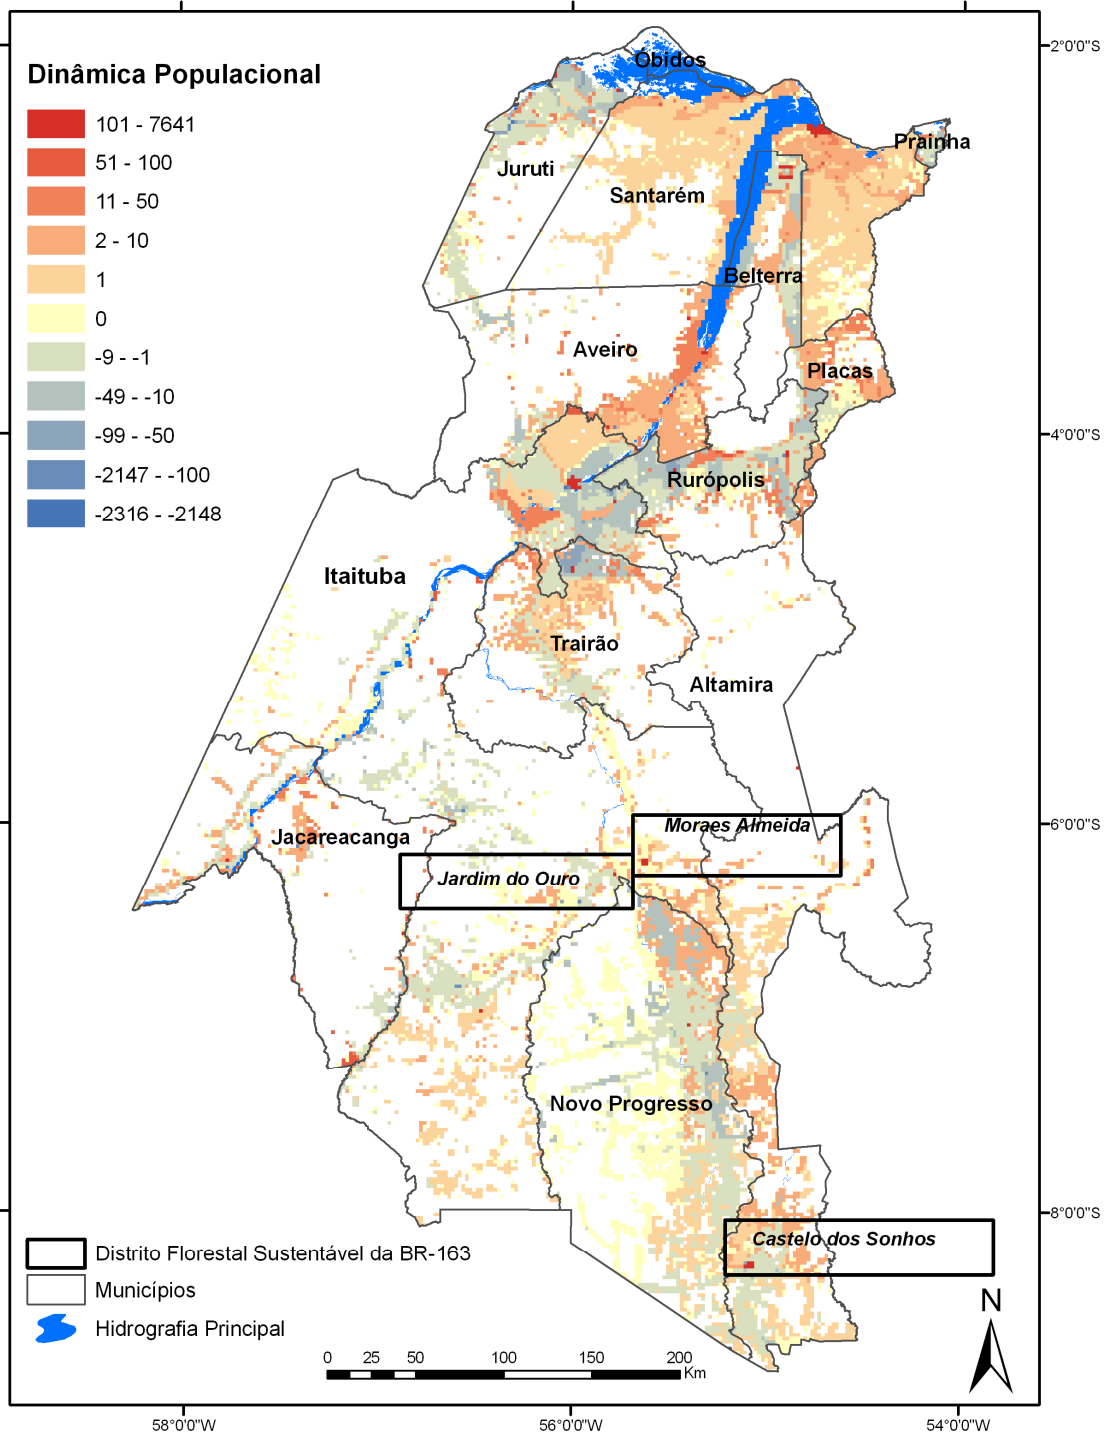 Dinâmica Populacional
101 - 7641
51 - 100
11 - 50
2 - 10
1
0
-9 - -1
-49 - -10
-99 - -50
-2147 - -100
-2316 - -2148
Óbidos
Prainha
Juruti
Santarém
Belterra
Aveiro
Placas
Rurópolis
Itaituba
Trairão
Altamira
Moraes Almeida
Jacareacanga
Jardim do Ouro
Novo Progresso
Castelo dos Sonhos
2°0'0"S
4°0'0"S
6°0'0"S
8°0'0"S
Distrito Florestal Sustentável da BR-163
Municípios
Hidrografia Principal
N
0 25 50 100 150 200
Km
58°0'0"W 56°0'0"W 54°0'0"W